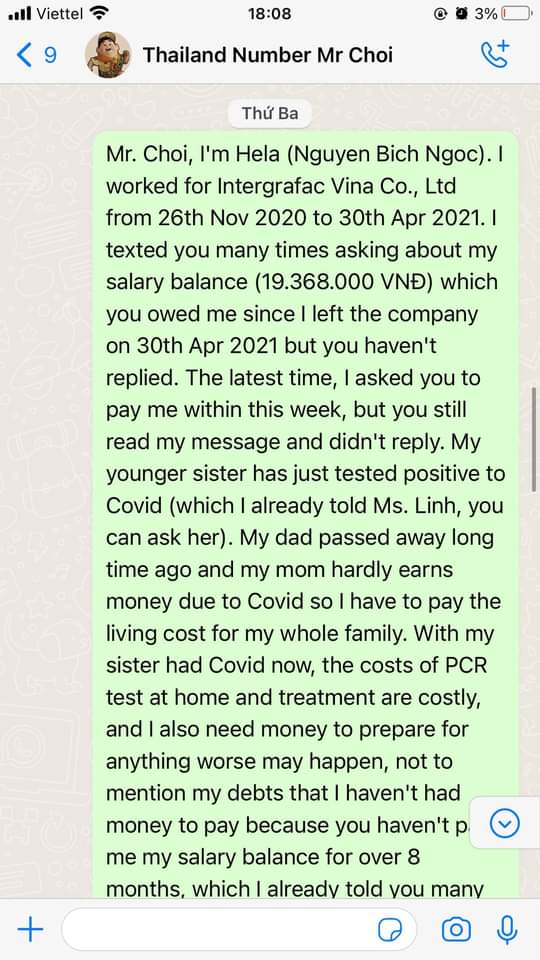 Viettel 18:08 3%
9 Thailand Number Mr Choi
Thứ Ba
Mr. Choi, I'm Hela (Nguyen Bich Ngoc). I
worked for Intergrafac Vina Co., Ltd
from 26th Nov 2020 to 30th Apr 2021. I
texted you many times asking about my
salary balance (19.368.000 VNĐ) which
you owed me since I left the company
on 30th Apr 2021 but you haven't
replied. The latest time, I asked you to
pay me within this week, but you still
read my message and didn't reply. My
younger sister has just tested positive to
Covid (which I already told Ms. Linh, you
can ask her). My dad passed away long
time ago and my mom hardly earns
money due to Covid so I have to pay the
living cost for my whole family. With my
sister had Covid now, the costs of PCR
test at home and treatment are costly,
and I also need money to prepare for
anything worse may happen, not to
mention my debts that I haven't had
money to pay because you haven't
me my salary balance for over 8
months, which I already told you many